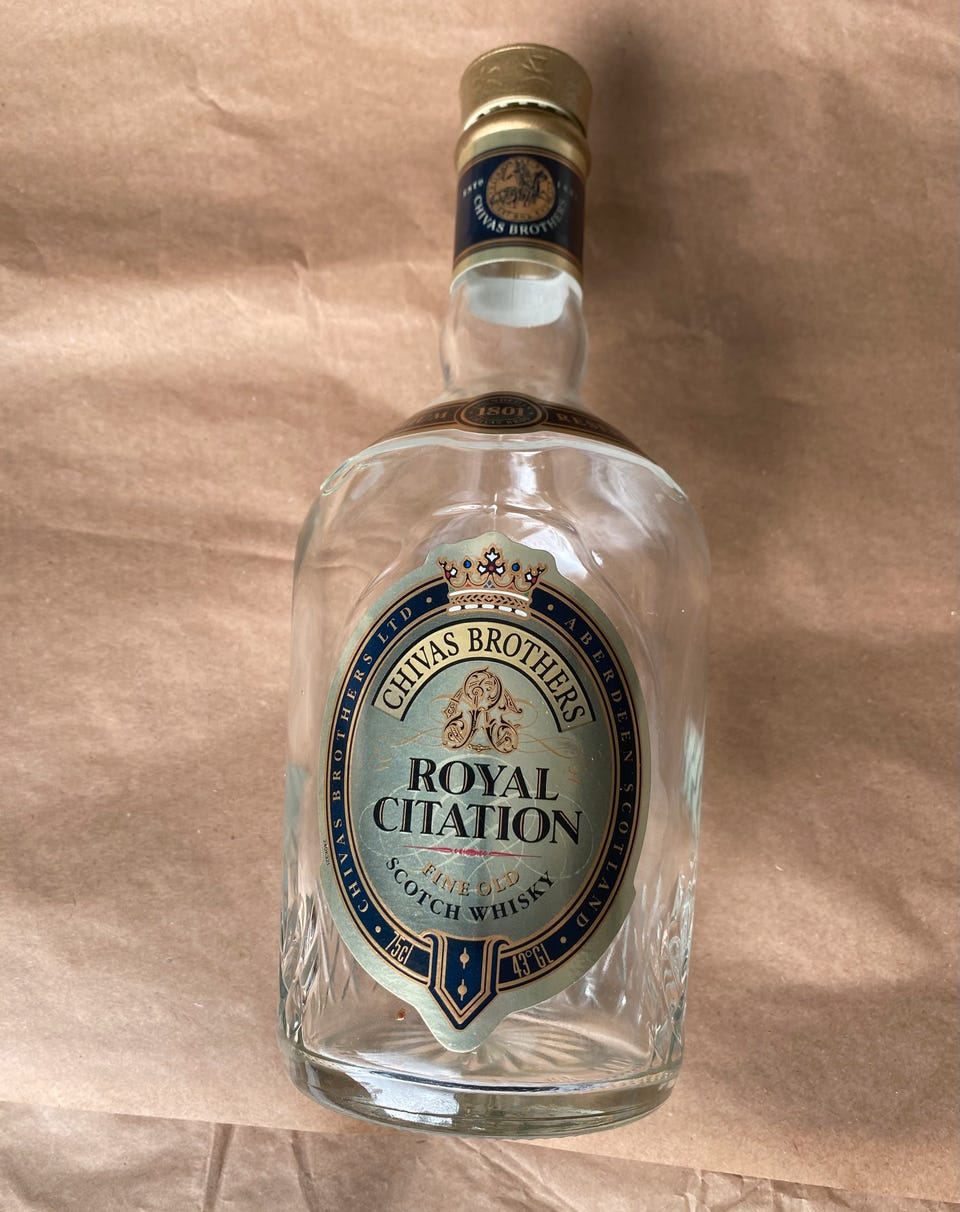 ESTD
CHIVAS BROTHERS
1801
CHIVAS BROTHERS LTD • ABERDEEN SCOTLAND
CHIVAS BROTHERS
ROYAL
CITATION
FINE OLD
SCOTCH WHISKY
75cl
43°GL